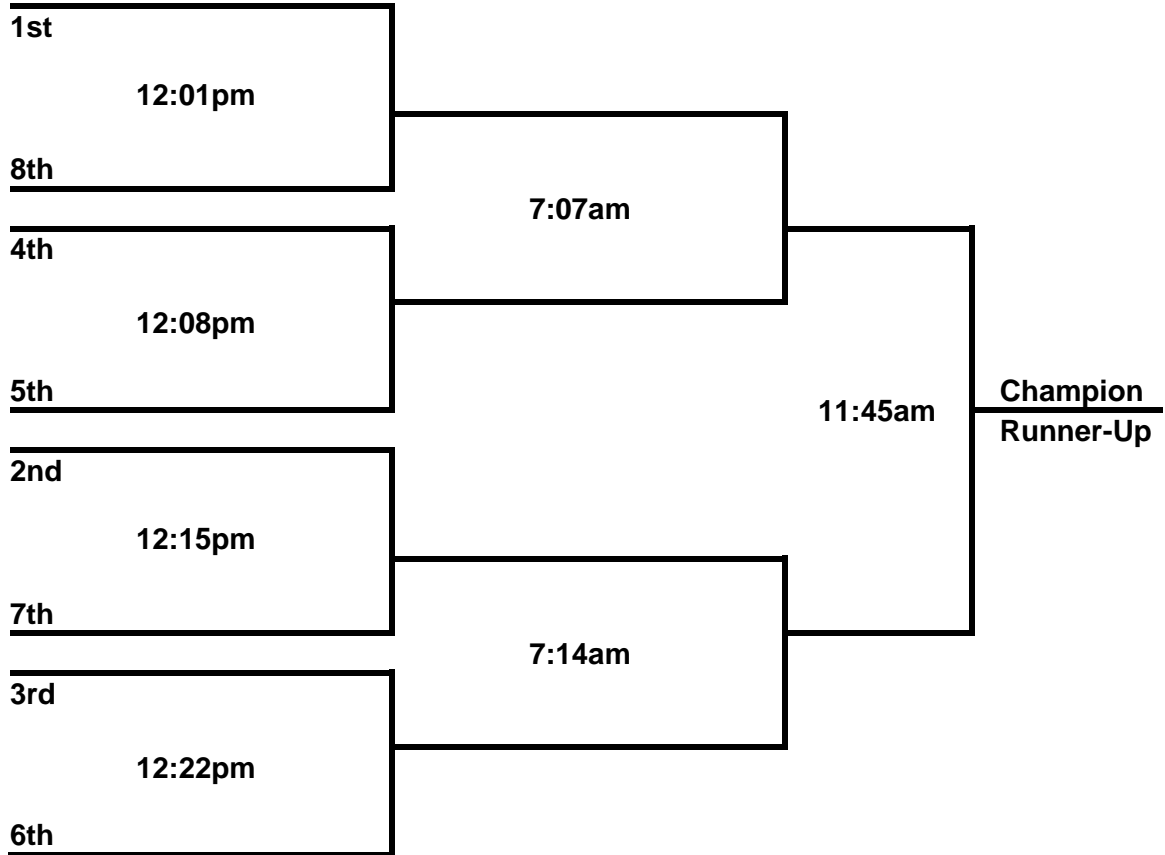 1st
12:01pm
8th
7:07am
4th
12:08pm
5th
11:45am
Champion
Runner-Up
2nd
12:15pm
7th
7:14am
3rd
12:22pm
6th